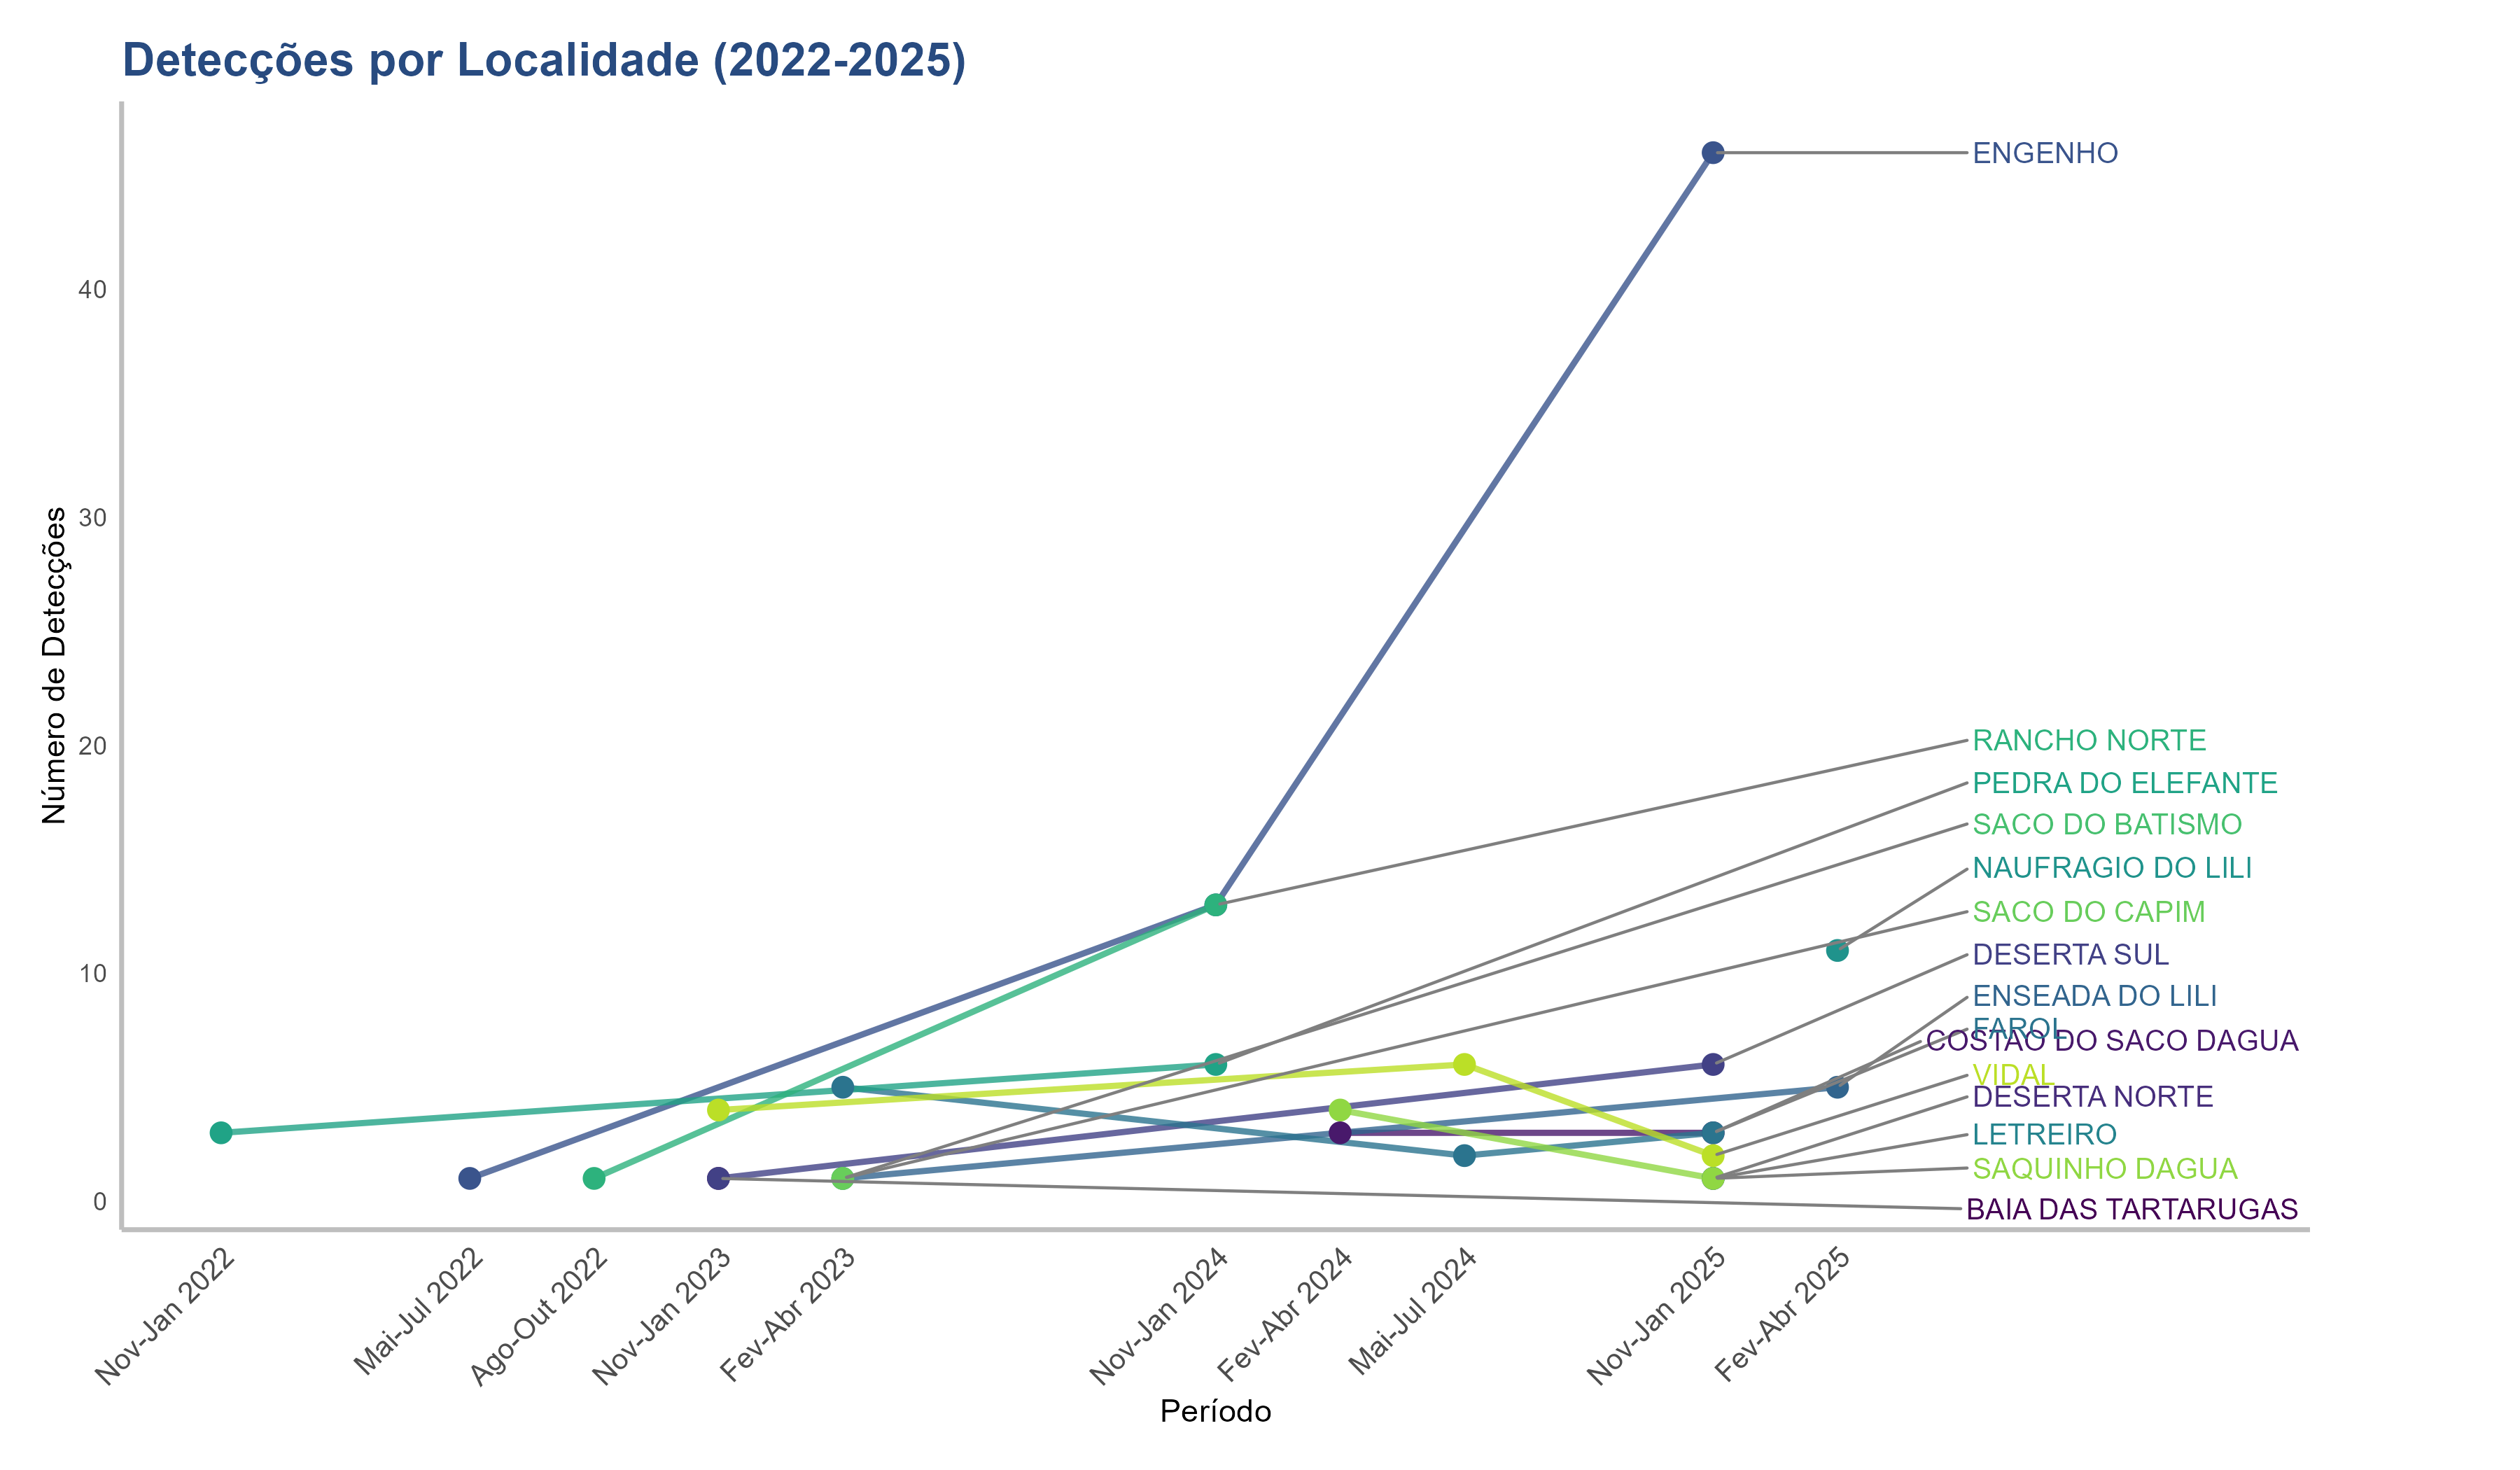 Detecções por Localidade (2022-2025)
Número de Detecções
40
30
20
10
0
ENGENHO
RANCHO NORTE
PEDRA DO ELEFANTE
SACO DO BATISMO
NAUFRAGIO DO LILI
SACO DO CAPIM
DESERTA SUL
ENSEADA DO LILI
FAROL
COSTAO DO SACO DAGUA
VIDAL
DESERTA NORTE
LETREIRO
SAQUINHO DAGUA
BAIA DAS TARTARUGAS
Nov-Jan 2022
Mai-Jul 2022
Ago-Out 2022
Nov-Jan 2023
Fev-Abr 2023
Nov-Jan 2024
Fev-Abr 2024
Mai-Jul 2024
Nov-Jan 2025
Fev-Abr 2025
Período